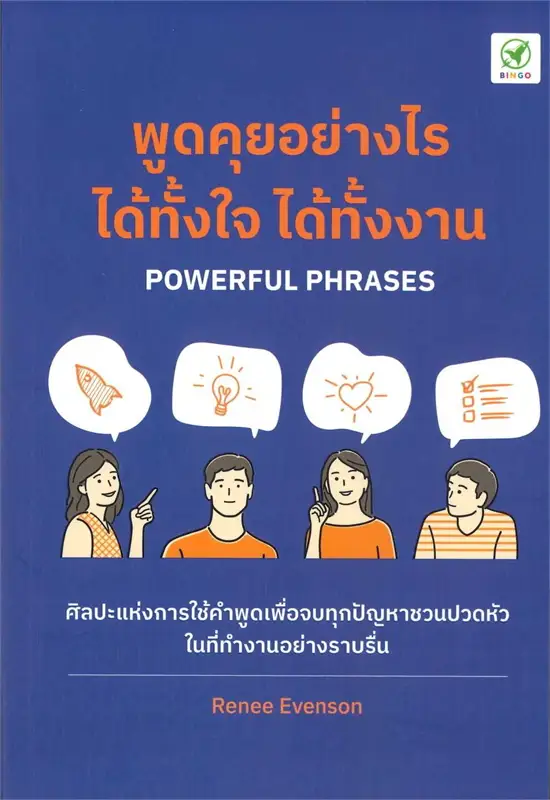 BINGO
พูดคุยอย่างไร
ได้ทั้งใจ ได้ทั้งงาน
POWERFUL PHRASES
ศิลปะแห่งการใช้คำพูดเพื่อจบทุกปัญหาชวนปวดหัว
ในที่ทำงานอย่างราบรื่น
Renee Evenson